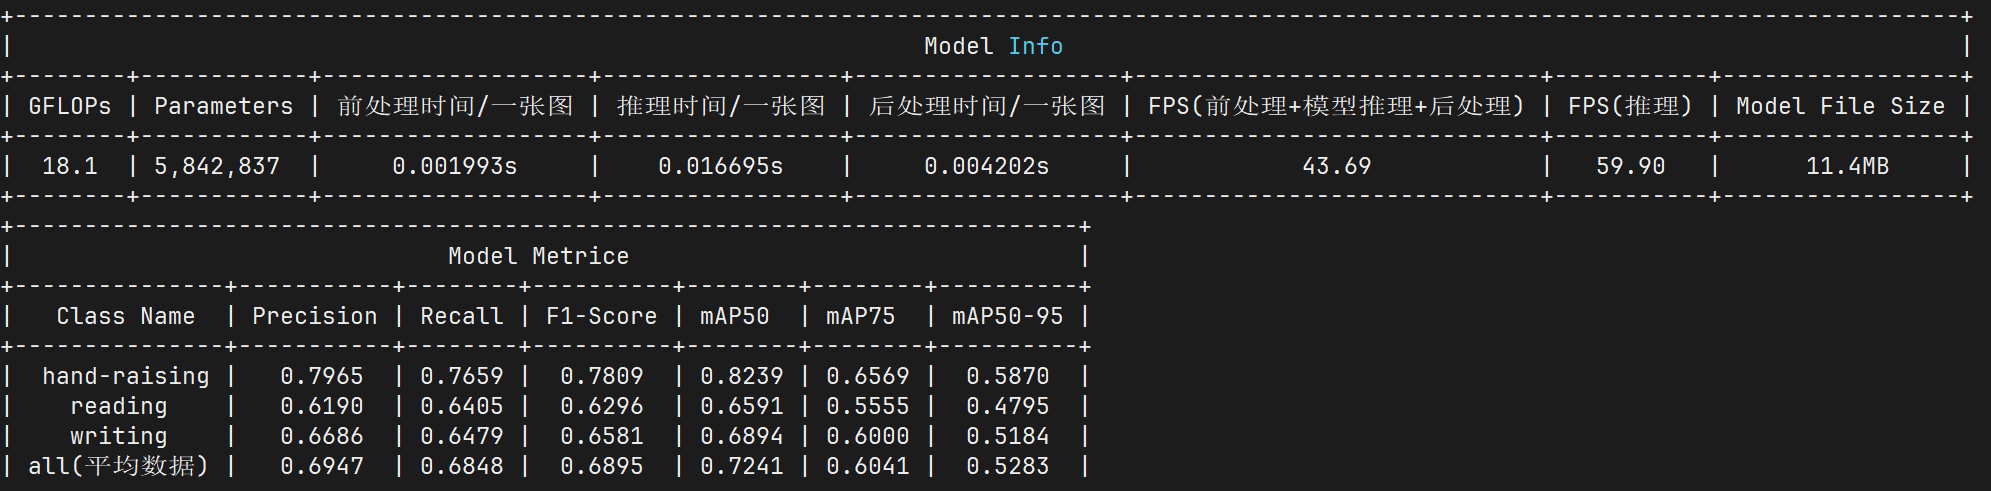 Model Info
GFLOPs | Parameters | 前处理时间/一张图 | 推理时间/一张图 | 后处理时间/一张图 | FPS(前处理+模型推理+后处理) | FPS(推理) | Model File Size
18.1 | 5,842,837 | 0.001993s | 0.016695s | 0.004202s | 43.69 | 59.90 | 11.4MB
Model Metrice
Class Name | Precision | Recall | F1-Score | mAP50 | mAP75 | mAP50-95
hand-raising | 0.7965 | 0.7659 | 0.7809 | 0.8239 | 0.6569 | 0.5870
reading | 0.6190 | 0.6405 | 0.6296 | 0.6591 | 0.5555 | 0.4795
writing | 0.6686 | 0.6479 | 0.6581 | 0.6894 | 0.6000 | 0.5184
all(平均数据) | 0.6947 | 0.6848 | 0.6895 | 0.7241 | 0.6041 | 0.5283